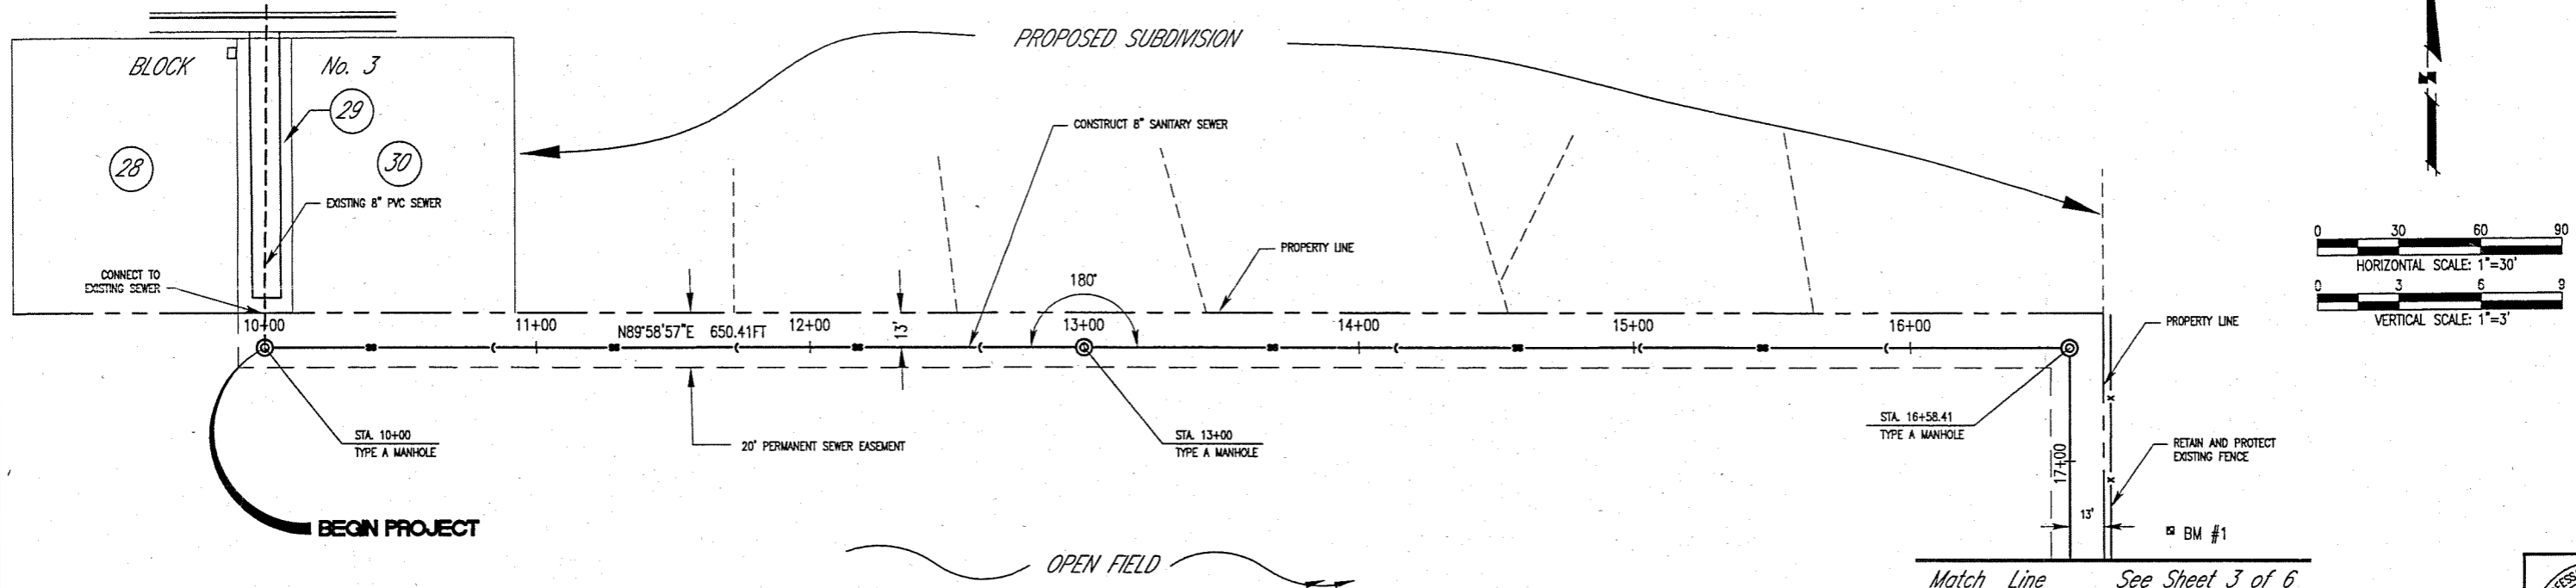 PROPOSED SUBDIVISION
BLOCK No. 3
29
28
30
CONSTRUCT 8" SANITARY SEWER
EXISTING 8" PVC SEWER
CONNECT TO
EXISTING SEWER
PROPERTY LINE
180°
10+00 11+00 12+00 13+00 14+00 15+00 16+00
N89°58'57"E 650.41FT
13'
0 30 60 90
HORIZONTAL SCALE: 1"=30'
0 3 6 9
VERTICAL SCALE: 1"=3'
PROPERTY LINE
STA. 10+00
TYPE A MANHOLE
20' PERMANENT SEWER EASEMENT
STA. 13+00
TYPE A MANHOLE
STA. 16+58.41
TYPE A MANHOLE
17+00
RETAIN AND PROTECT
EXISTING FENCE
13'
BM #1
BEGIN PROJECT
OPEN FIELD
Match Line See Sheet 3 of 6